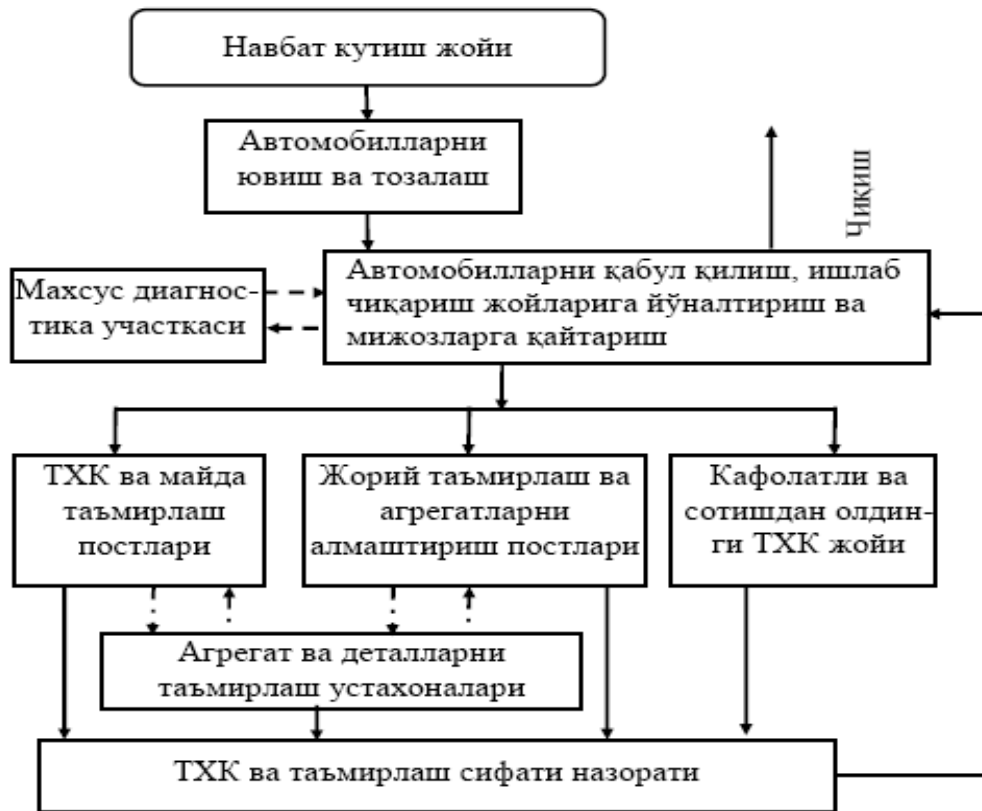 Навбат кутиш жойи
Автомобилларни
ювиш ва тозалаш
Чиқиш
Махсус диагнос-
тика участкаси
Автомобилларни қабул қилиш, ишлаб
чиқариш жойларига йўналтириш ва
мижозларга қайтариш
ТХК ва майда
таъмирлаш
постлари
Жорий таъмирлаш ва
агрегатларни
алмаштириш постлари
Кафолатли ва
сотишдан олдин-
ги ТХК жойи
Агрегат ва деталларни
таъмирлаш устахоналари
ТХК ва таъмирлаш сифати назорати